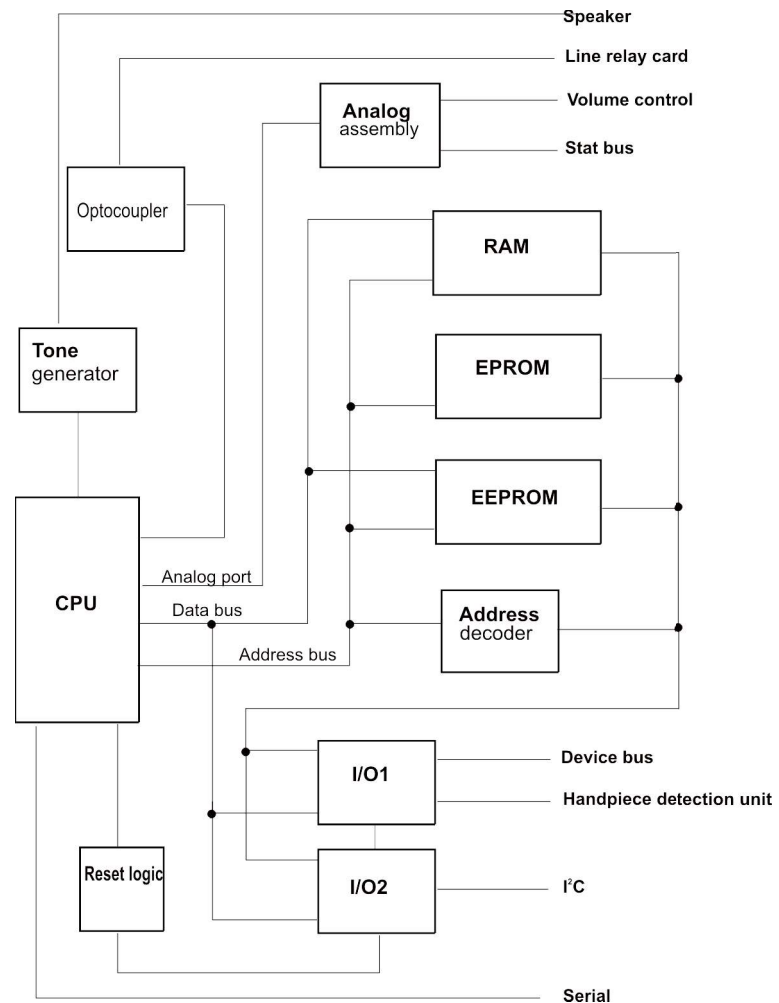 Speaker
Line relay card
Volume control
Stat bus
Analog
assembly
Optocoupler
RAM
Tone
generator
EPROM
EEPROM
CPU
Analog port
Data bus
Address bus
Address
decoder
I/O1
Device bus
Handpiece detection unit
Reset logic
I/O2
I²C
Serial